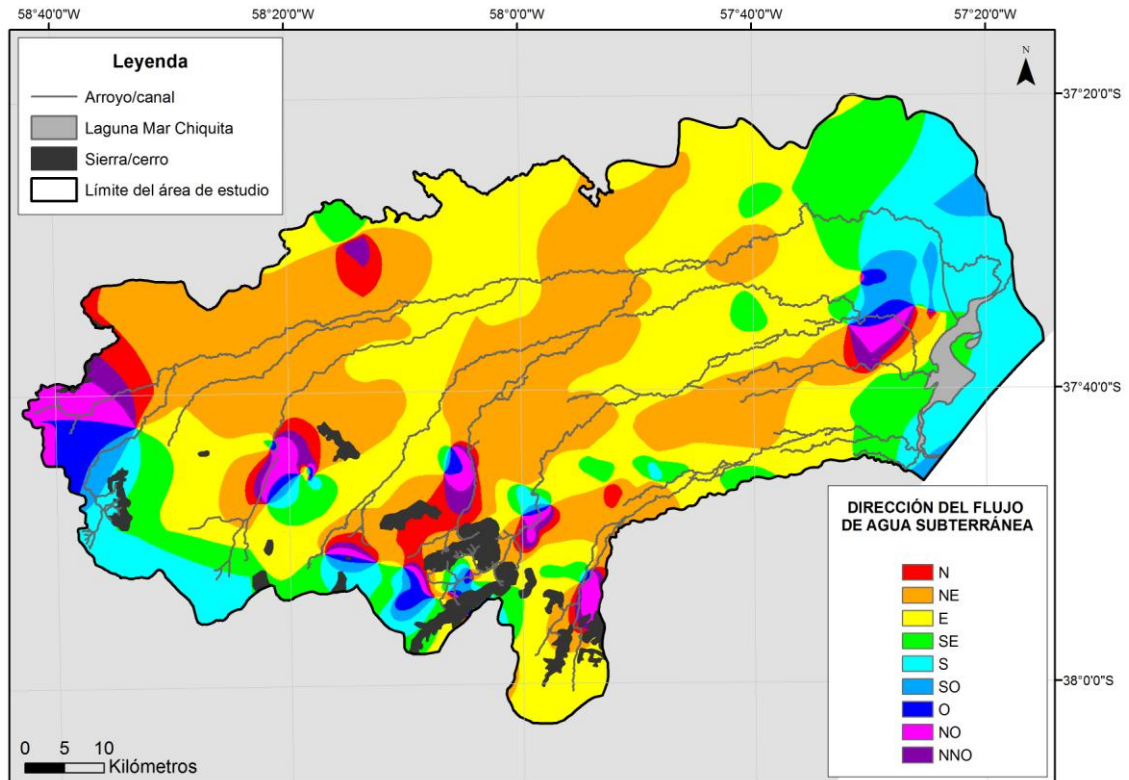 58°40'0"W
58°20'0"W
58°0'0"W
57°40'0"W
57°20'0"W
Leyenda
Arroyo/canal
Laguna Mar Chiquita
Sierra/cerro
Límite del área de estudio
N
37°20'0"S
37°40'0"S
38°0'0"S
DIRECCIÓN DEL FLUJO
DE AGUA SUBTERRÁNEA
N
NE
E
SE
S
SO
O
NO
NNO
0 5 10
Kilómetros